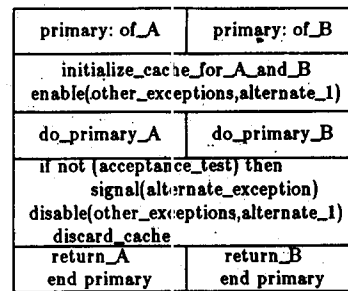 primary: of_A primary: of_B
initialize_cache_for_A_and_B
enable(other_exceptions,alternate_1)
do_primary_A do_primary_B
if not (acceptance_test) then
signal(alternate_exception)
disable(other_exceptions,alternate_1)
discard_cache
return_A return_B
end primary end primary